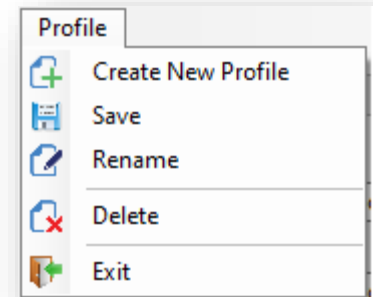 Profile
Create New Profile
Save
Rename
Delete
Exit